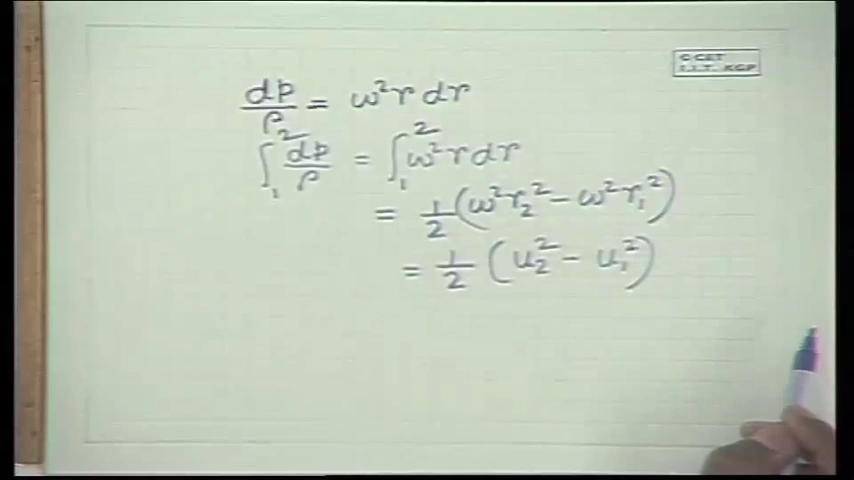 © CET
I.I.T. KGP
dp/ρ = ω²r dr
∫₁² dp/ρ = ∫₁² ω²r dr
= 1/2 (ω²r₂² − ω²r₁²)
= 1/2 (u₂² − u₁²)